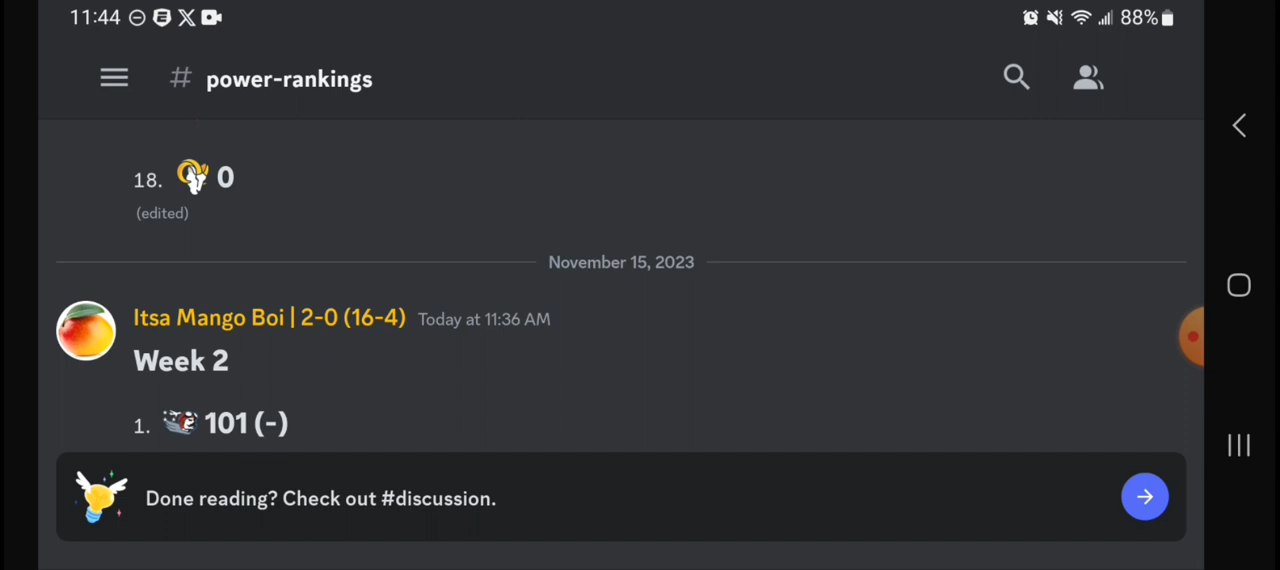 11:44 88%
# power-rankings
18. 0
(edited)
November 15, 2023
Itsa Mango Boi | 2-0 (16-4) Today at 11:36 AM
Week 2
1. 101 (-)
Done reading? Check out #discussion.